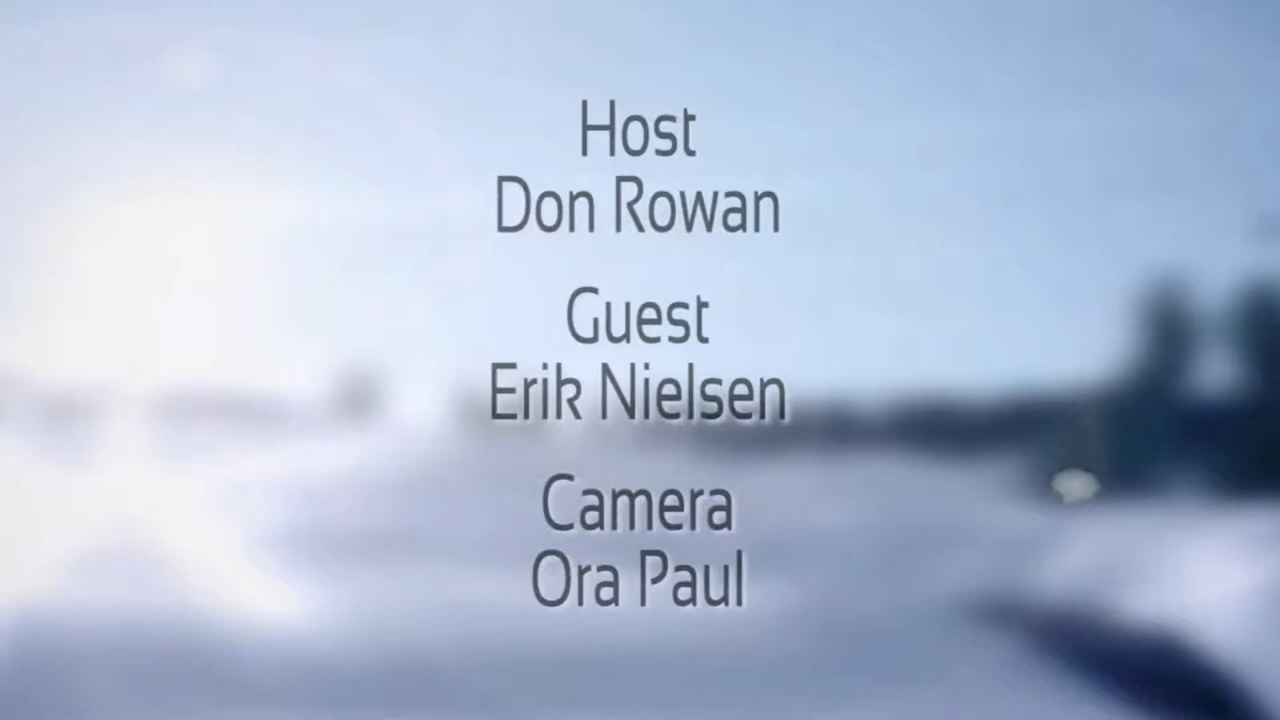 Host
Don Rowan
Guest
Erik Nielsen
Camera
Ora Paul